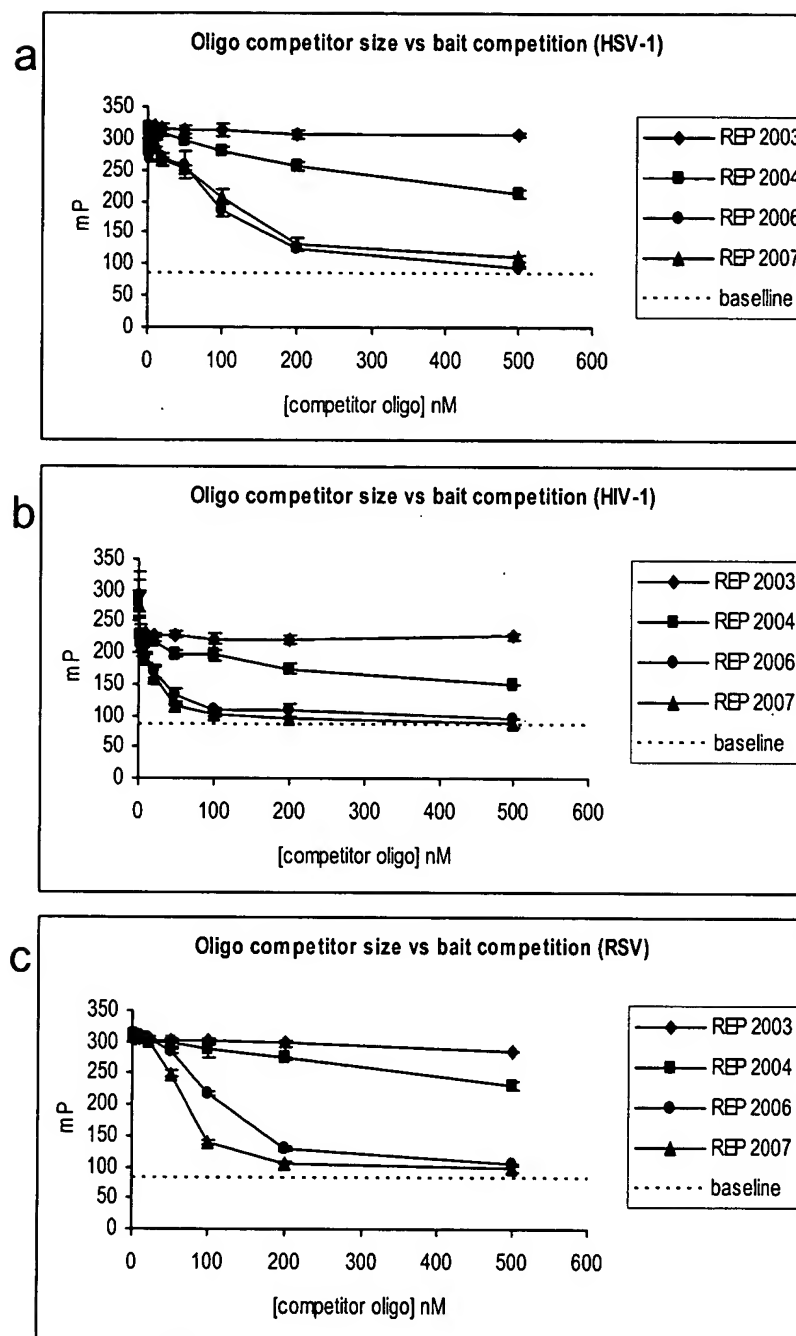 a
Oligo competitor size vs bait competition (HSV-1)
350
300
250
200
150
100
50
0
mP
0 100 200 300 400 500 600
[competitor oligo] nM
REP 2003
REP 2004
REP 2006
REP 2007
baselline
b
Oligo competitor size vs bait competition (HIV-1)
350
300
250
200
150
100
50
0
mP
0 100 200 300 400 500 600
[competitor oligo] nM
REP 2003
REP 2004
REP 2006
REP 2007
baselline
c
Oligo competitor size vs bait competition (RSV)
350
300
250
200
150
100
50
0
mP
0 100 200 300 400 500 600
[competitor oligo] nM
REP 2003
REP 2004
REP 2006
REP 2007
baselline